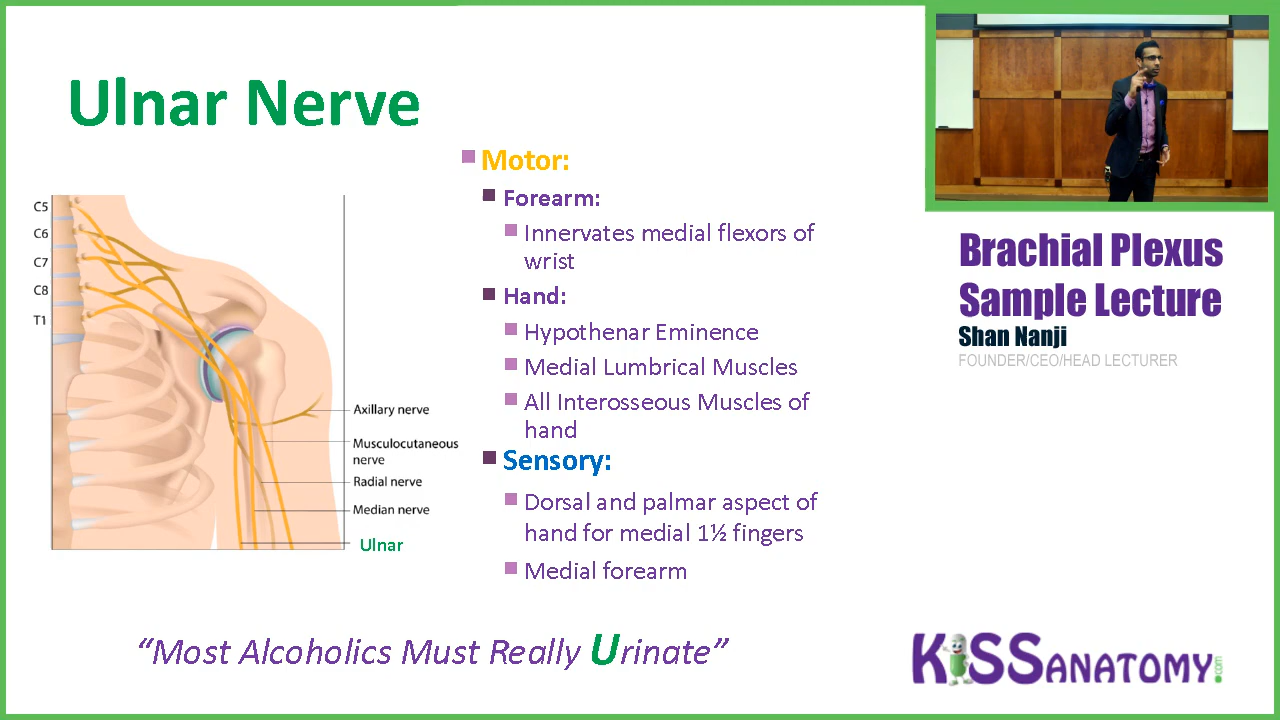 Ulnar Nerve
C5
C6
C7
C8
T1
Axillary nerve
Musculocutaneous
nerve
Radial nerve
Median nerve
Ulnar
Motor:
Forearm:
Innervates medial flexors of
wrist
Hand:
Hypothenar Eminence
Medial Lumbrical Muscles
All Interosseous Muscles of
hand
Sensory:
Dorsal and palmar aspect of
hand for medial 1½ fingers
Medial forearm
“Most Alcoholics Must Really Urinate”
Brachial Plexus
Sample Lecture
Shan Nanji
FOUNDER/CEO/HEAD LECTURER
KiSSANATOMY.com